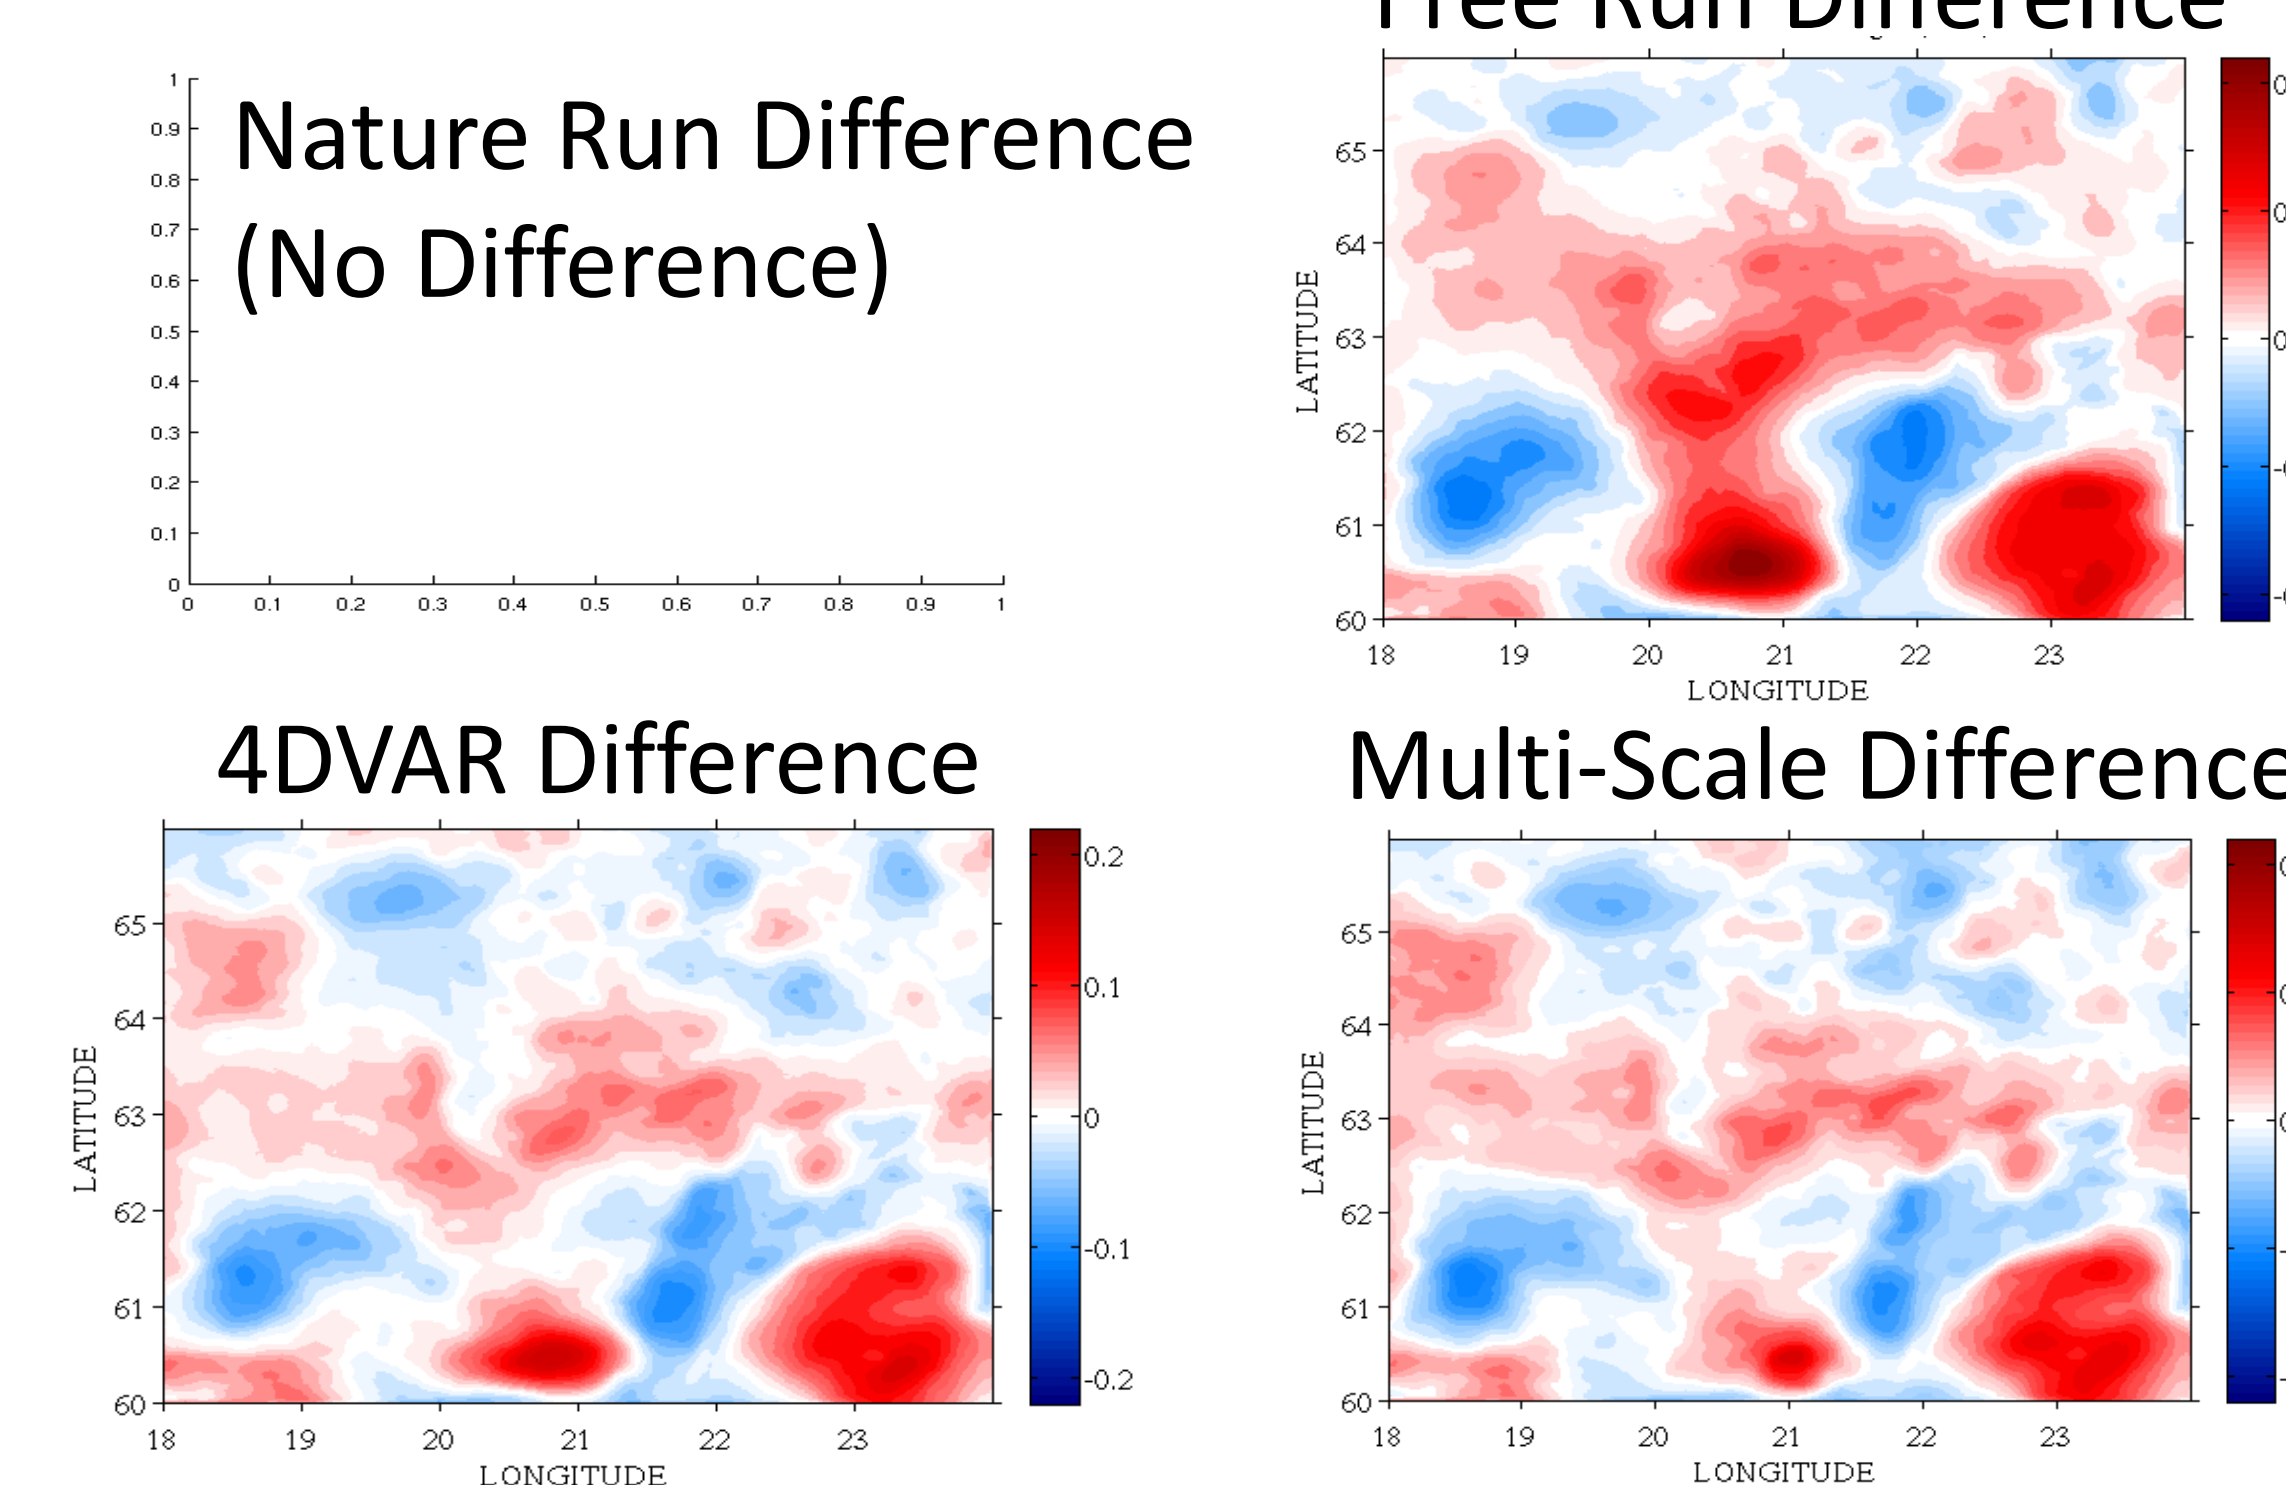 Free Run Difference
Nature Run Difference
(No Difference)
1
0.9
0.8
0.7
0.6
0.5
0.4
0.3
0.2
0.1
0
0 0.1 0.2 0.3 0.4 0.5 0.6 0.7 0.8 0.9 1
LATITUDE
65
64
63
62
61
60
18 19 20 21 22 23
LONGITUDE
4DVAR Difference
LATITUDE
65
64
63
62
61
60
18 19 20 21 22 23
LONGITUDE
0.2
0.1
0
-0.1
-0.2
Multi-Scale Difference
LATITUDE
65
64
63
62
61
60
18 19 20 21 22 23
LONGITUDE